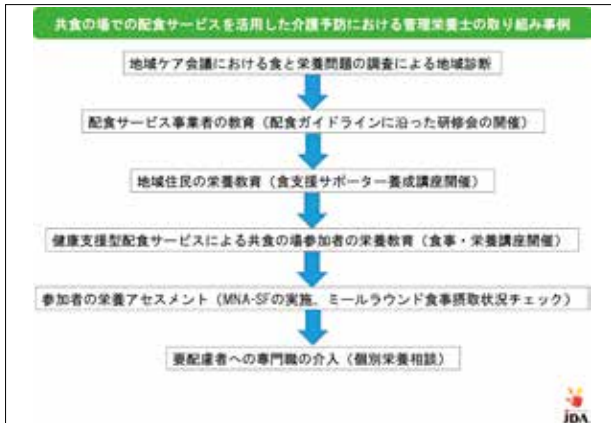 共食の場での配食サービスを活用した介護予防における管理栄養士の取り組み事例
地域ケア会議における食と栄養問題の調査による地域診断
配食サービス事業者の教育（配食ガイドラインに沿った研修会の開催）
地域住民の栄養教育（食支援サポーター養成講座開催）
健康支援型配食サービスによる共食の場参加者の栄養教育（食事・栄養講座開催）
参加者の栄養アセスメント（MNA-SFの実施、ミールラウンド食事摂取状況チェック）
要配慮者への専門職の介入（個別栄養相談）
JDA